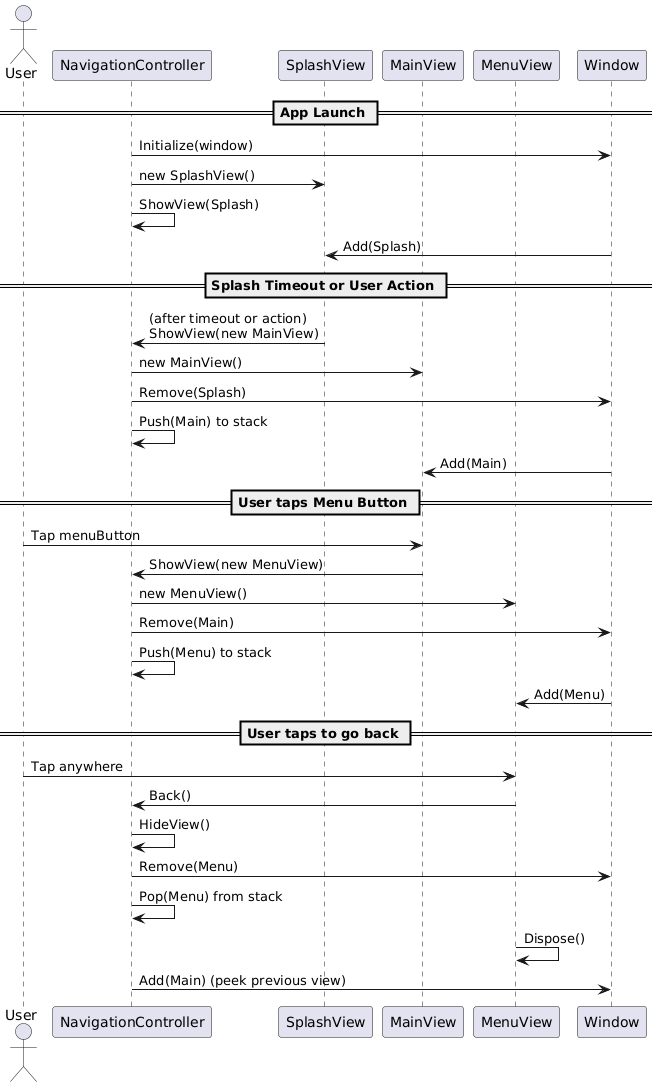 User
NavigationController
SplashView
MainView
MenuView
Window
App Launch
Initialize(window)
new SplashView()
ShowView(Splash)
Add(Splash)
Splash Timeout or User Action
(after timeout or action)
ShowView(new MainView)
new MainView()
Remove(Splash)
Push(Main) to stack
Add(Main)
User taps Menu Button
Tap menuButton
ShowView(new MenuView)
new MenuView()
Remove(Main)
Push(Menu) to stack
Add(Menu)
User taps to go back
Tap anywhere
Back()
HideView()
Remove(Menu)
Pop(Menu) from stack
Dispose()
Add(Main) (peek previous view)
User
NavigationController
SplashView
MainView
MenuView
Window